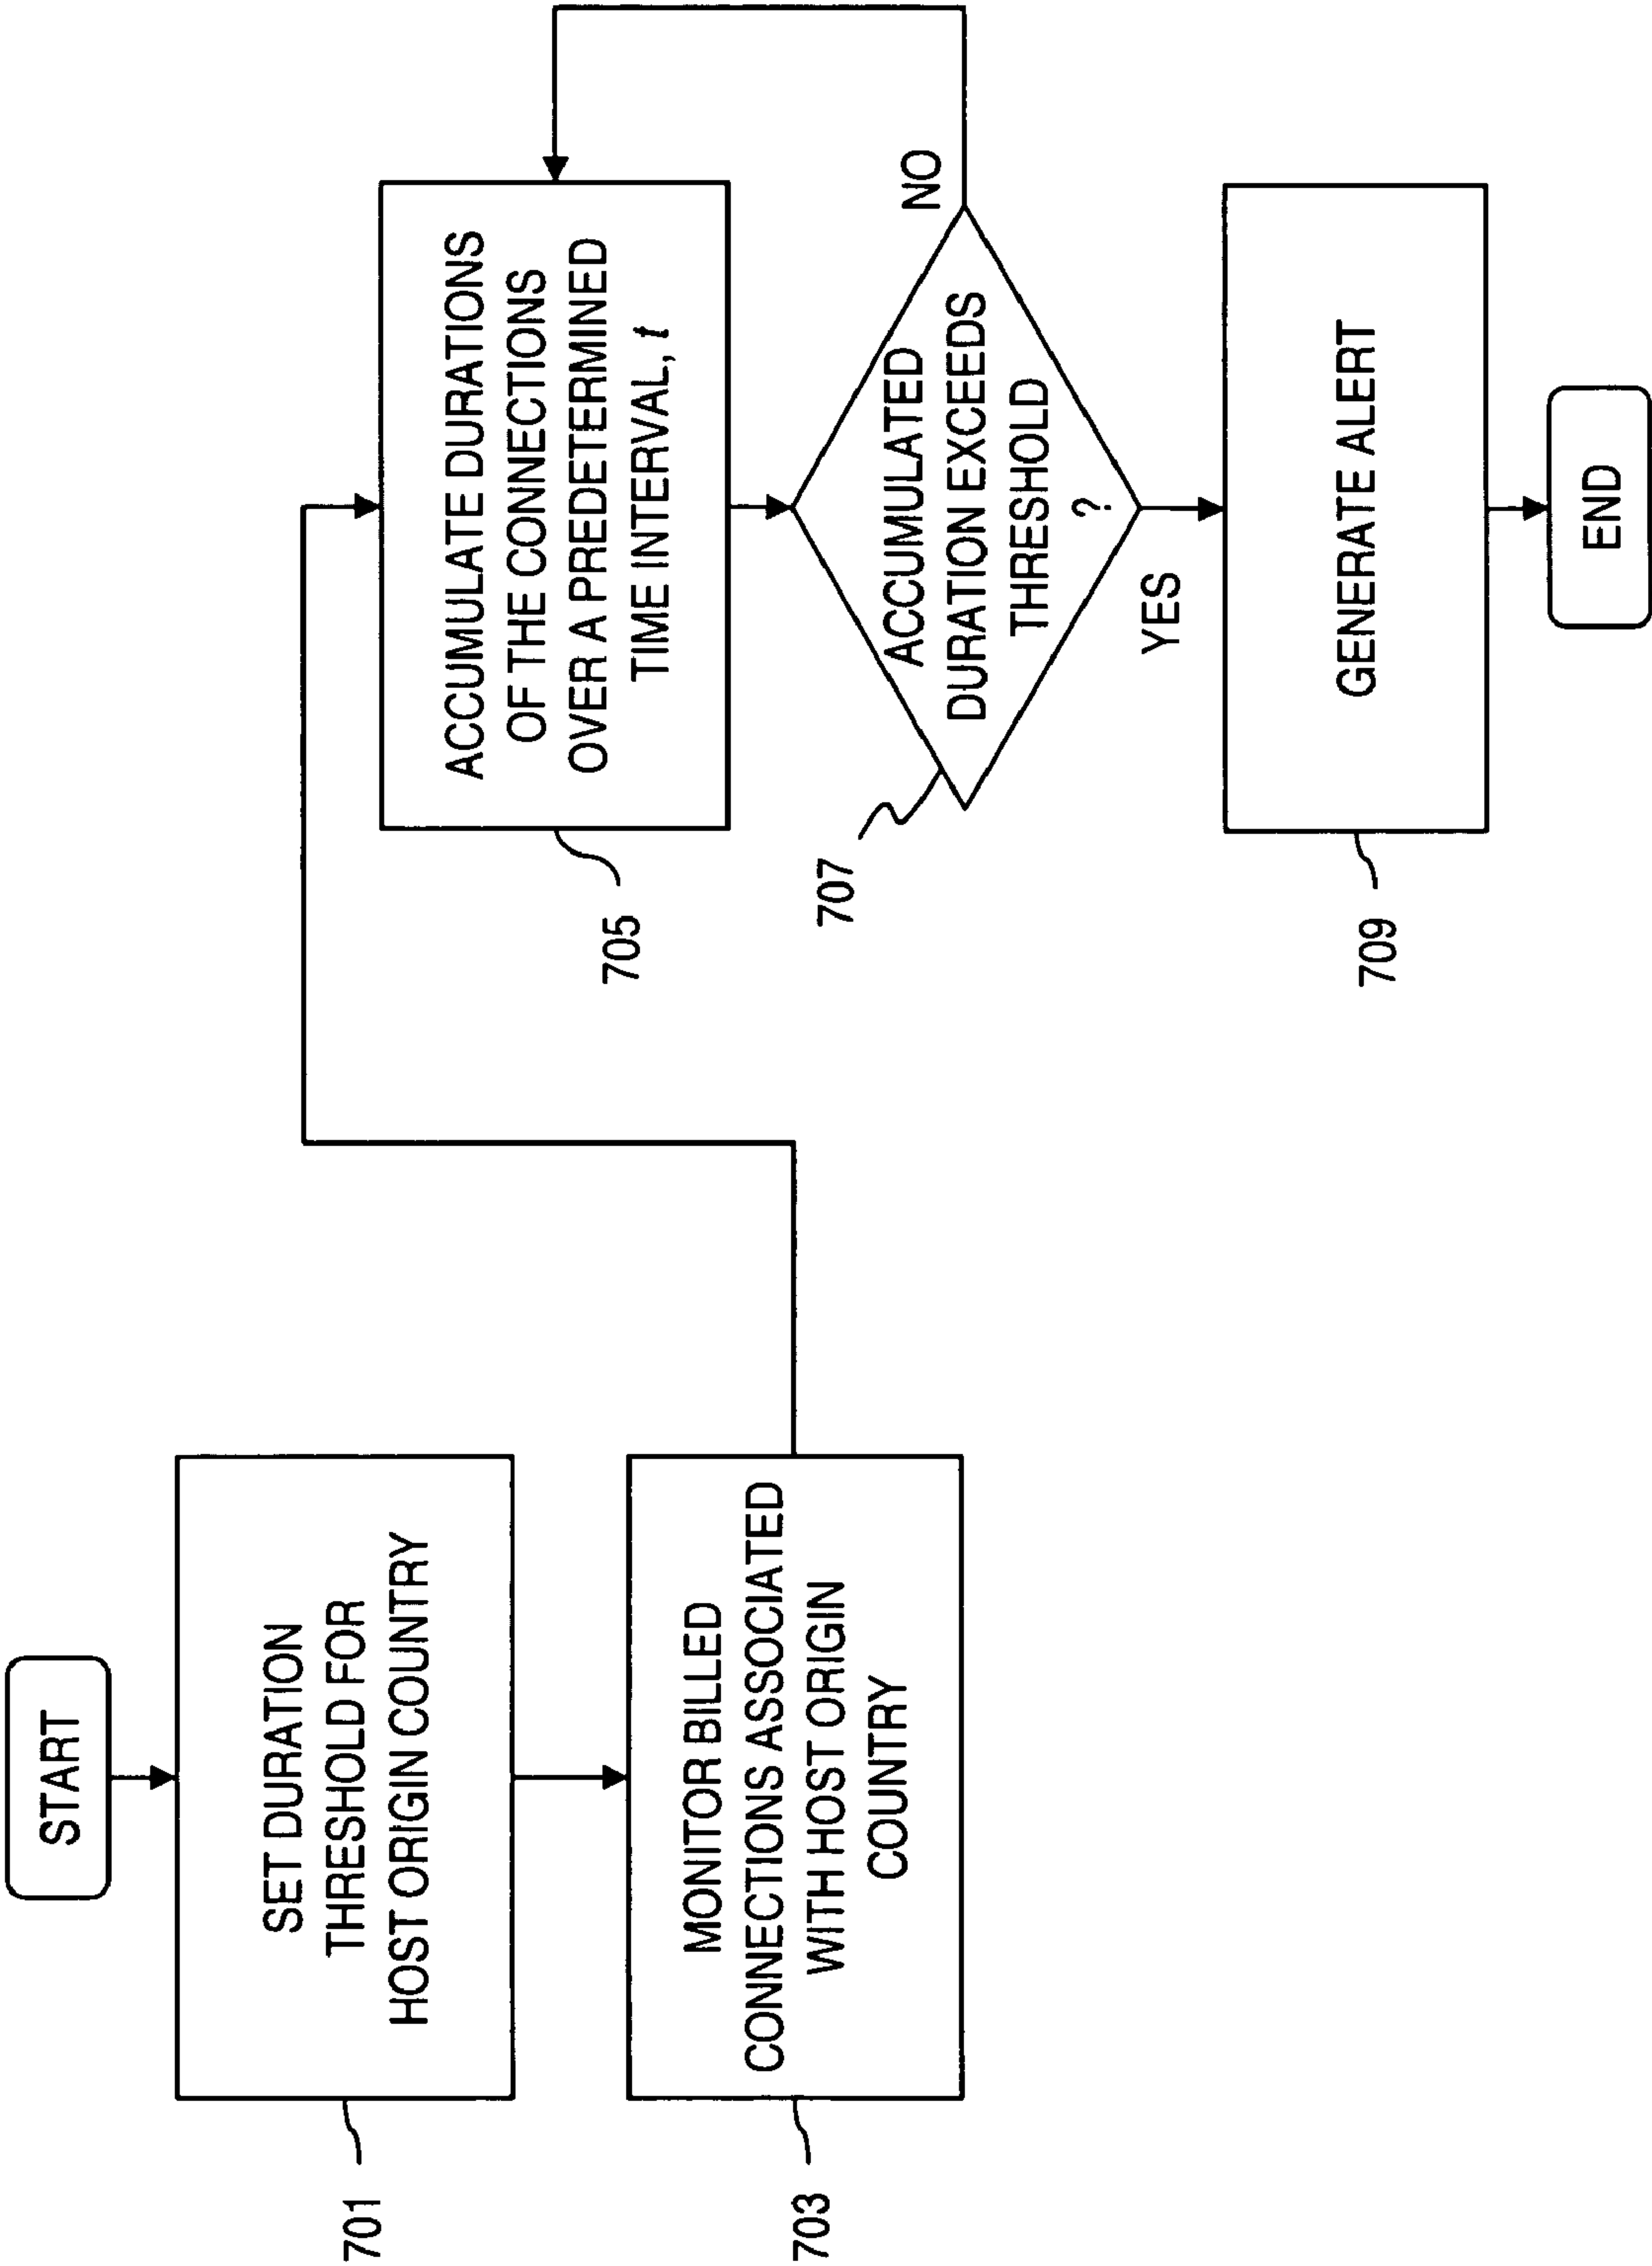 START
SET DURATION
THRESHOLD FOR
HOST ORIGIN COUNTRY
701
MONITOR BILLED
CONNECTIONS ASSOCIATED
WITH HOST ORIGIN
COUNTRY
703
ACCUMULATE DURATIONS
OF THE CONNECTIONS
OVER A PREDETERMINED
TIME INTERVAL, t
705
ACCUMULATED
DURATION EXCEEDS
THRESHOLD
?
707
NO
YES
GENERATE ALERT
709
END